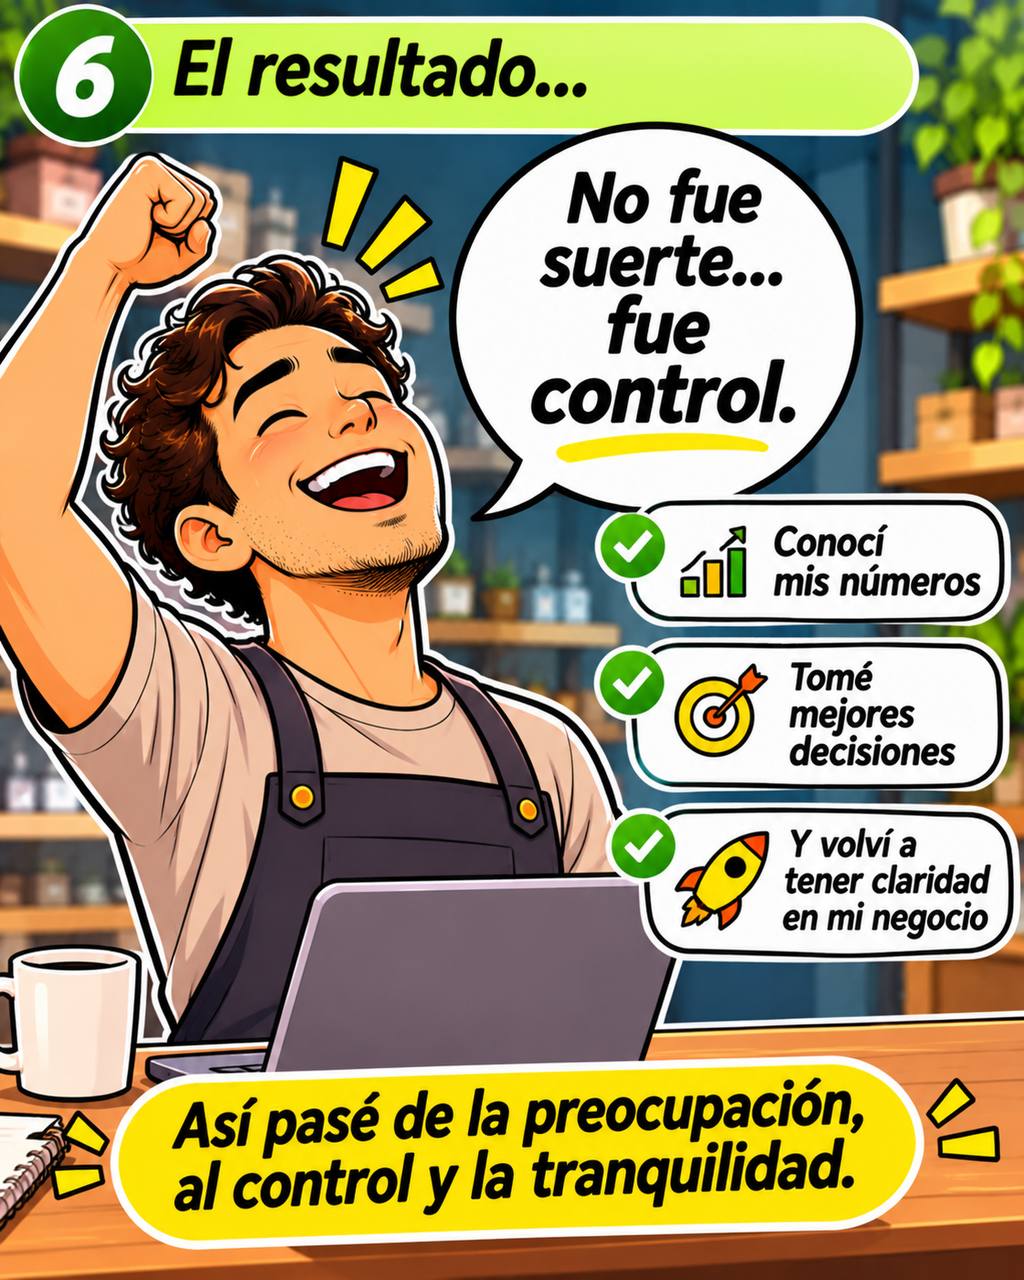 6
El resultado...
No fue
suerte...
fue
control.
Conocí
mis números
Tomé
mejores
decisiones
Y volví a
tener claridad
en mi negocio
Así pasé de la preocupación,
al control y la tranquilidad.